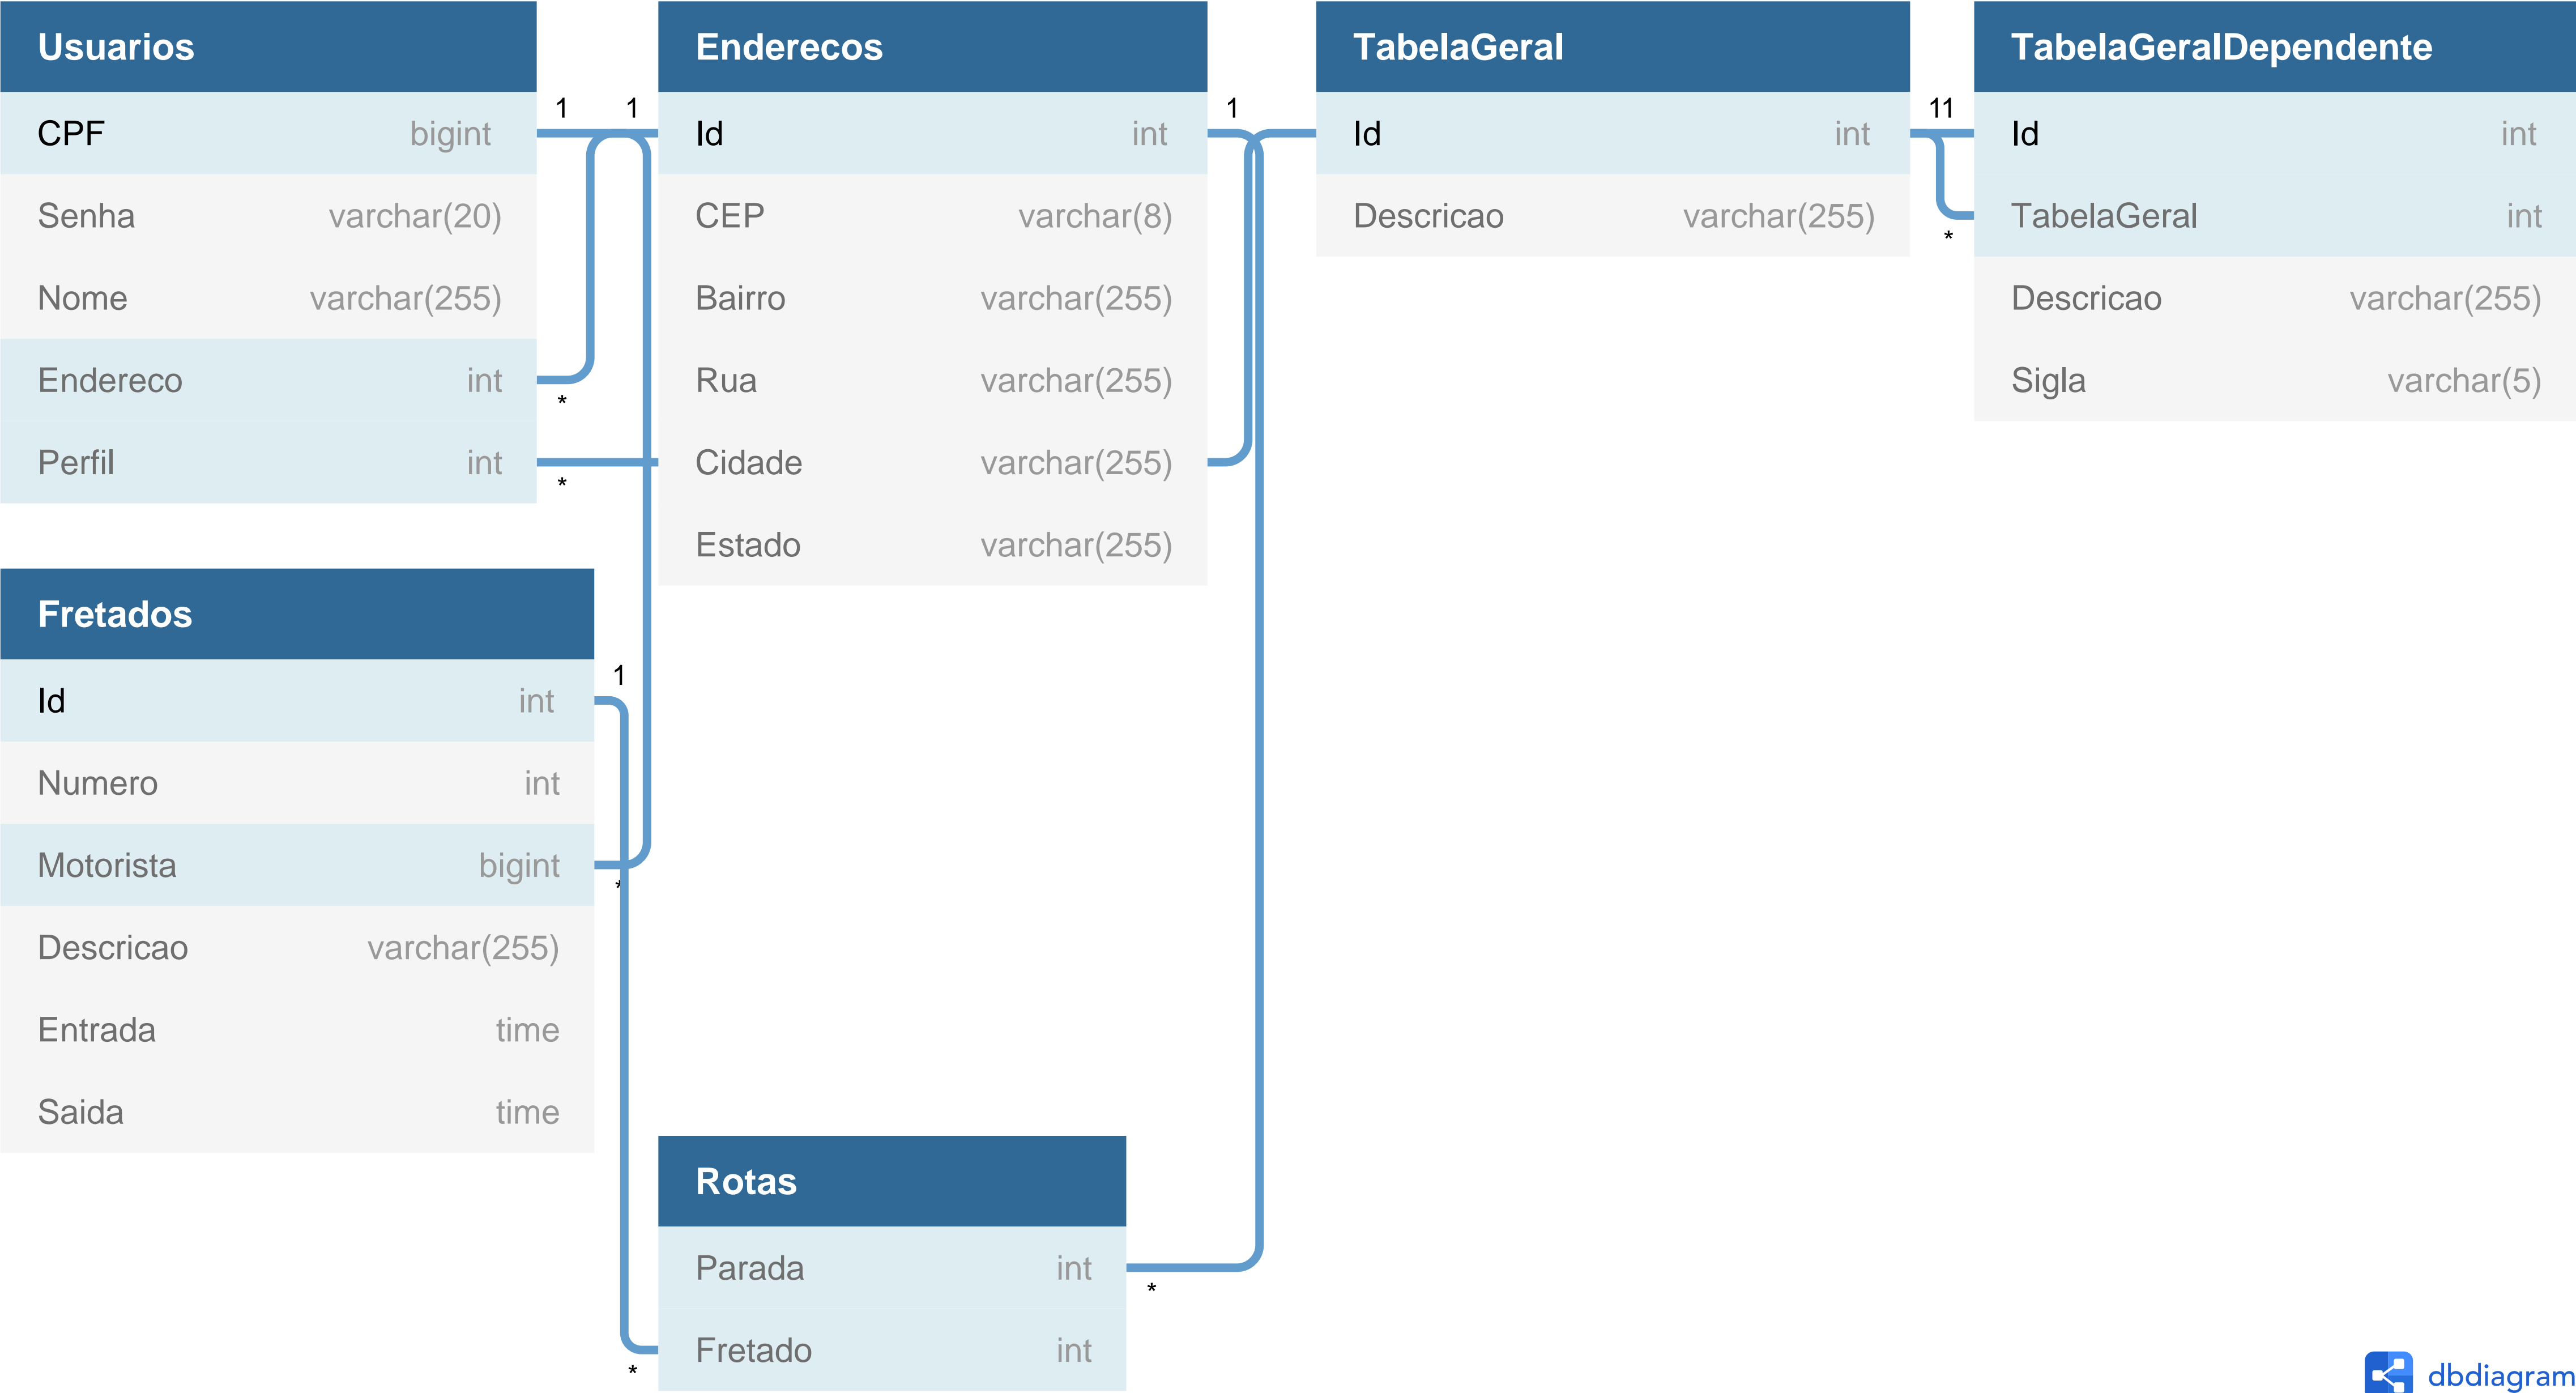 Usuarios
CPF bigint
Senha varchar(20)
Nome varchar(255)
Endereco int
Perfil int
1
*
*
1
Enderecos
Id int
CEP varchar(8)
Bairro varchar(255)
Rua varchar(255)
Cidade varchar(255)
Estado varchar(255)
1
TabelaGeral
Id int
Descricao varchar(255)
11
*
TabelaGeralDependente
Id int
TabelaGeral int
Descricao varchar(255)
Sigla varchar(5)
Fretados
Id int
Numero int
Motorista bigint
Descricao varchar(255)
Entrada time
Saida time
1
*
*
Rotas
Parada int
Fretado int
*
dbdiagram